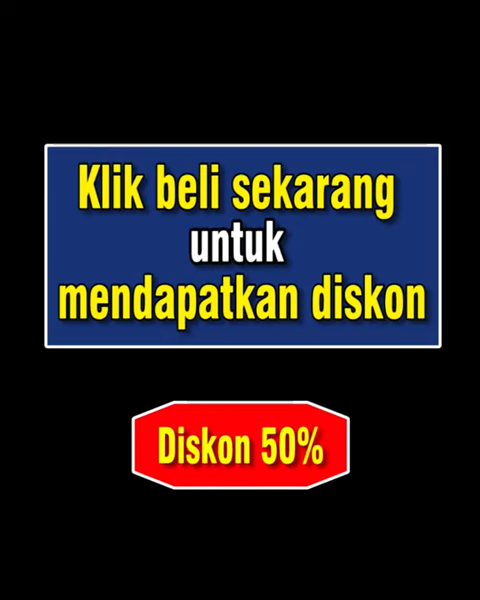 Klik beli sekarang
untuk
mendapatkan diskon
Diskon 50%